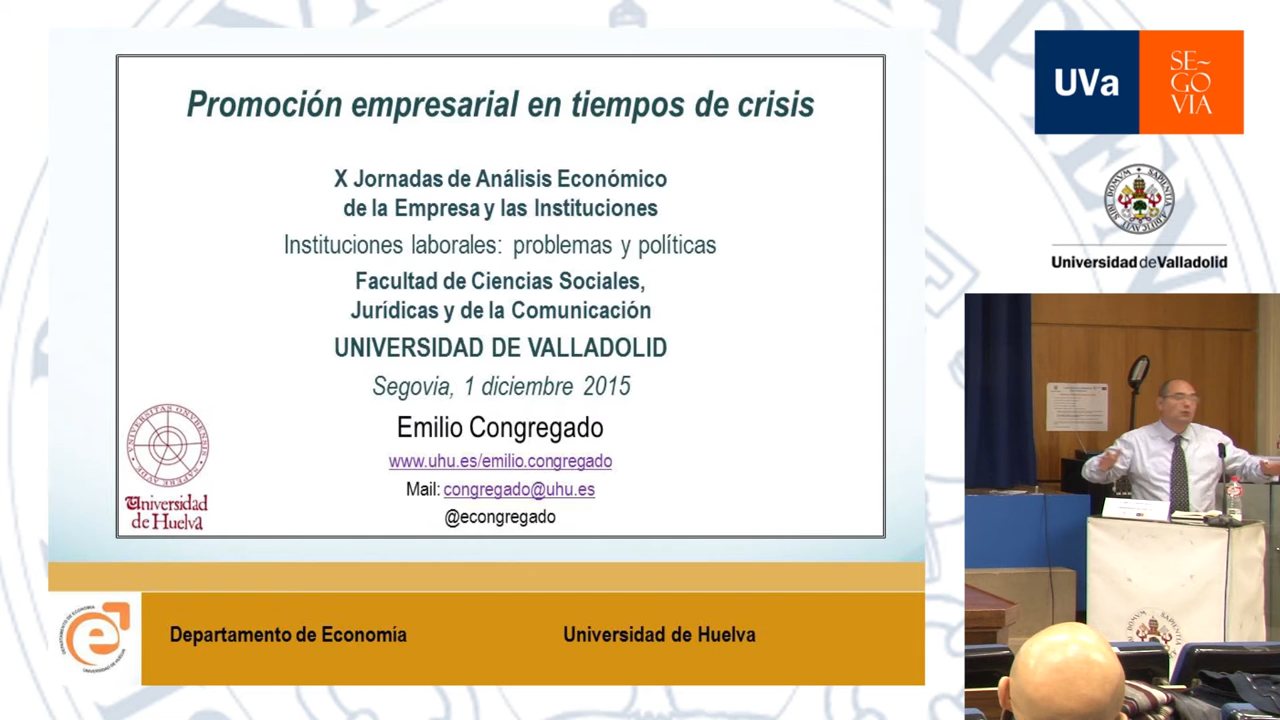 Promoción empresarial en tiempos de crisis
X Jornadas de Análisis Económico
de la Empresa y las Instituciones
Instituciones laborales: problemas y políticas
Facultad de Ciencias Sociales,
Jurídicas y de la Comunicación
UNIVERSIDAD DE VALLADOLID
Segovia, 1 diciembre 2015
Emilio Congregado
www.uhu.es/emilio.congregado
Mail: congregado@uhu.es
@econgregado
Universidad
de Huelva
Departamento de Economía
Universidad de Huelva
UVa
SE~
GO
VIA
Universidad de Valladolid